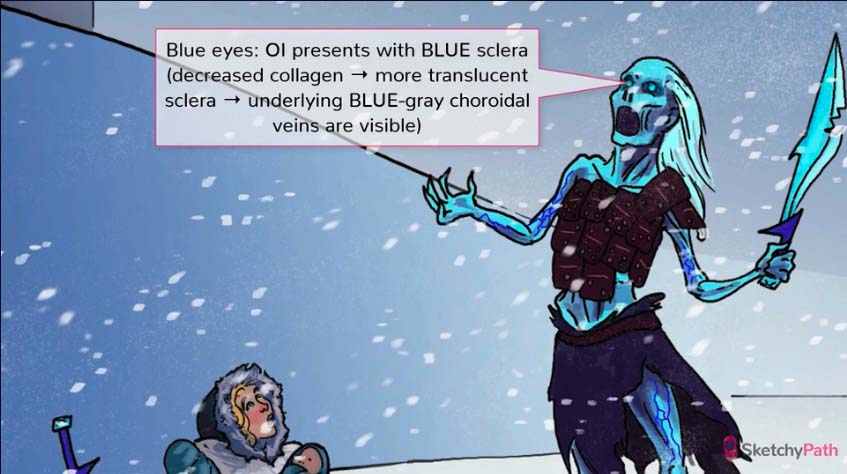 Blue eyes: OI presents with BLUE sclera
(decreased collagen → more translucent
sclera → underlying BLUE-gray choroidal
veins are visible)
SketchyPath